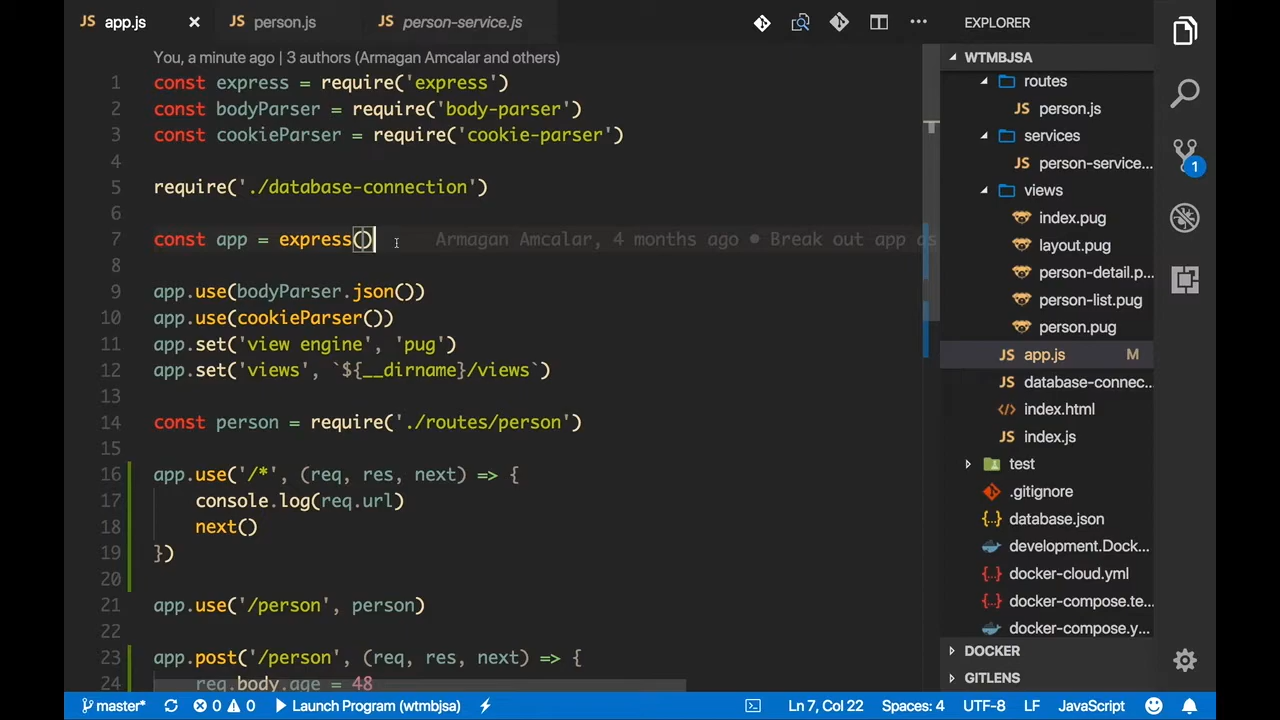 app.js
person.js
person-service.js
EXPLORER
You, a minute ago | 3 authors (Armagan Amcalar and others)
1 const express = require('express')
2 const bodyParser = require('body-parser')
3 const cookieParser = require('cookie-parser')
4
5 require('./database-connection')
6
7 const app = express() Armagan Amcalar, 4 months ago • Break out app as
8
9 app.use(bodyParser.json())
10 app.use(cookieParser())
11 app.set('view engine', 'pug')
12 app.set('views', `${__dirname}/views`)
13
14 const person = require('./routes/person')
15
16 app.use('/*', (req, res, next) => {
17 console.log(req.url)
18 next()
19 })
20
21 app.use('/person', person)
22
23 app.post('/person', (req, res, next) => {
24 req.body.age = 48
WTMBJSA
routes
JS person.js
services
JS person-service...
views
index.pug
layout.pug
person-detail.p...
person-list.pug
person.pug
JS app.js M
JS database-connec...
index.html
JS index.js
test
.gitignore
database.json
development.Dock...
docker-cloud.yml
docker-compose.te...
docker-compose.y...
DOCKER
GITLENS
1
master* 0 0 Launch Program (wtmbjsa) Ln 7, Col 22 Spaces: 4 UTF-8 LF JavaScript